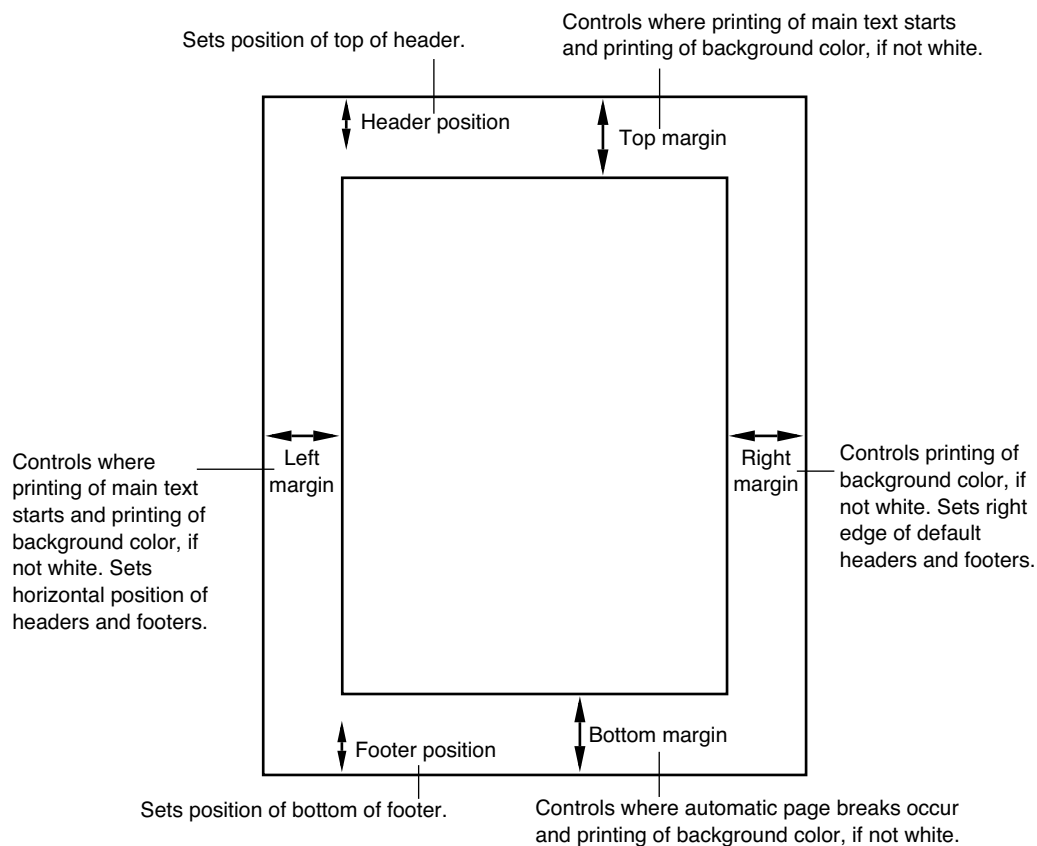 Sets position of top of header.
Controls where printing of main text starts
and printing of background color, if not white.
Header position
Top margin
Left
margin
Right
margin
Controls where
printing of main text
starts and printing of
background color, if
not white. Sets
horizontal position of
headers and footers.
Controls printing of
background color, if
not white. Sets right
edge of default
headers and footers.
Footer position
Bottom margin
Sets position of bottom of footer.
Controls where automatic page breaks occur
and printing of background color, if not white.